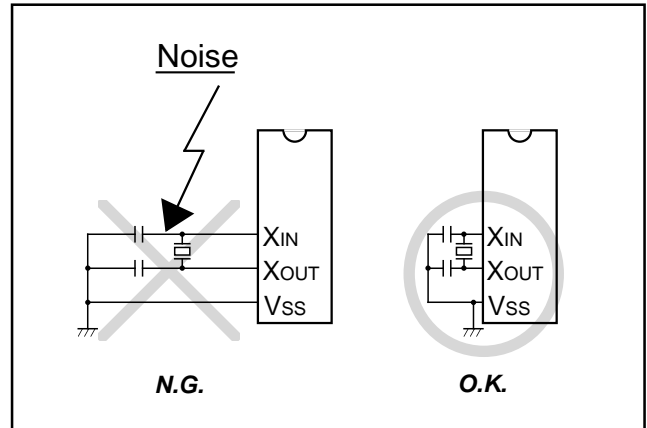 Noise
XIN
XOUT
VSS
N.G.
XIN
XOUT
VSS
O.K.